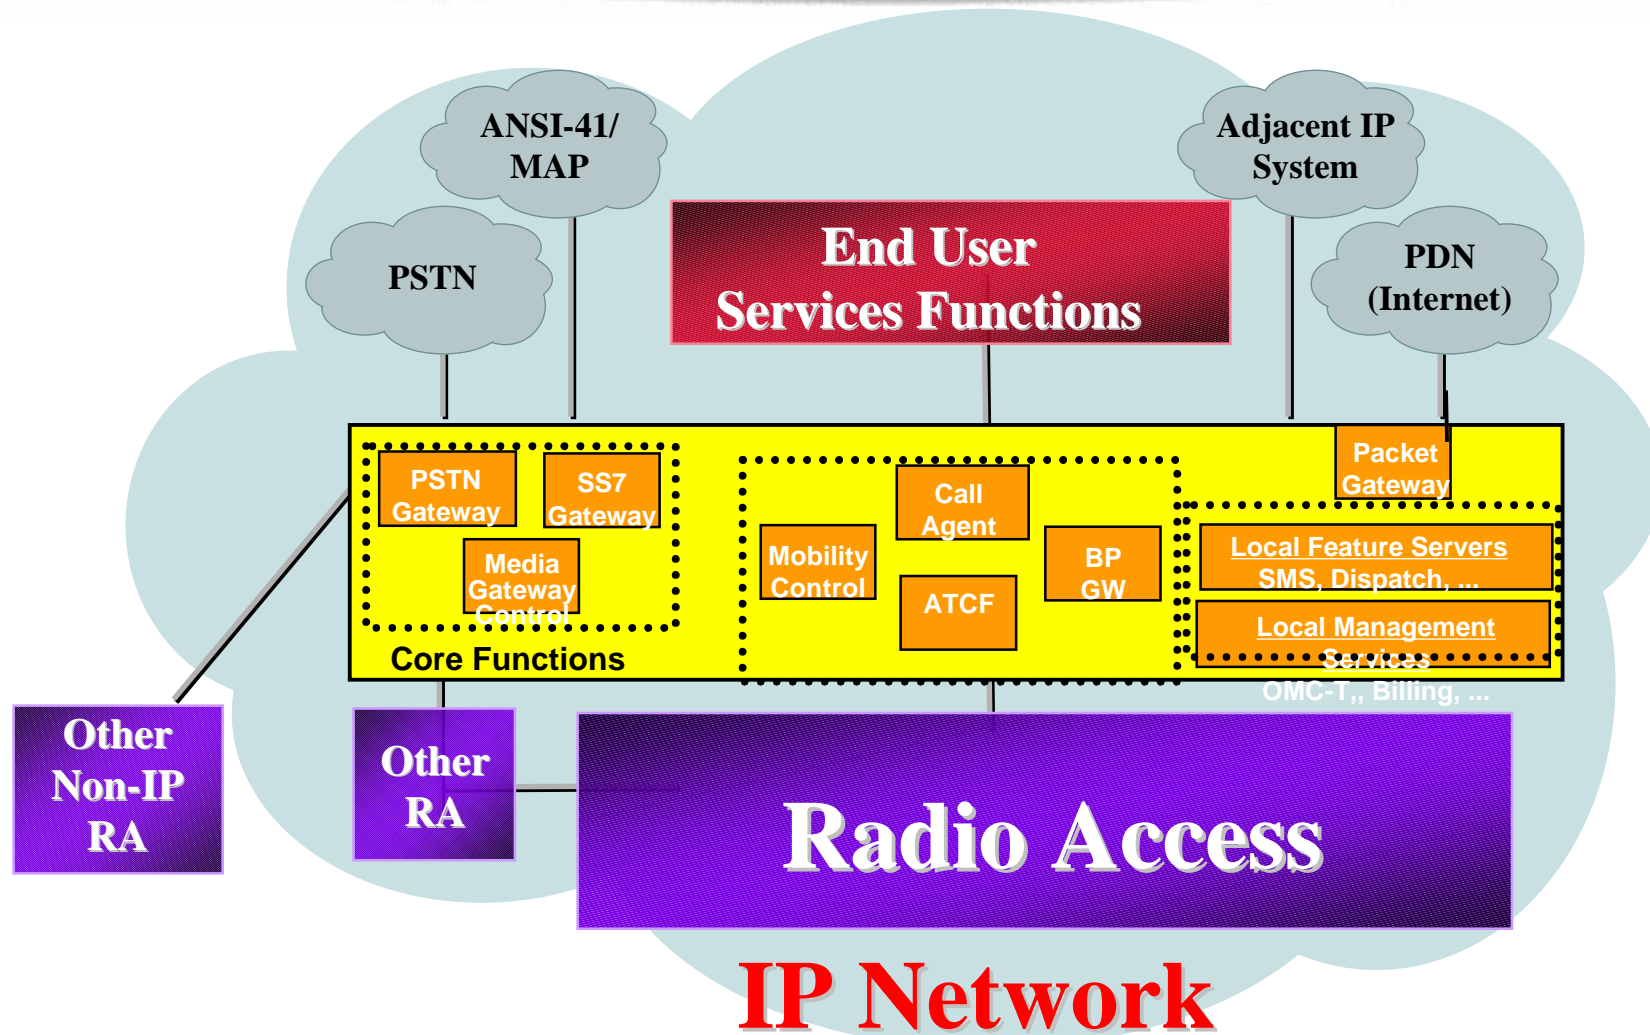 ANSI-41/
MAP
Adjacent IP
System
PSTN
End User
Services Functions
PDN
(Internet)
PSTN
Gateway
SS7
Gateway
Media
Gateway
Control
Core Functions
Call
Agent
Mobility
Control
ATCF
BP
GW
Packet
Gateway
Local Feature Servers
SMS, Dispatch, ...
Local Management
Services
OMC-T,, Billing, ...
Other
Non-IP
RA
Other
RA
Radio Access
IP Network